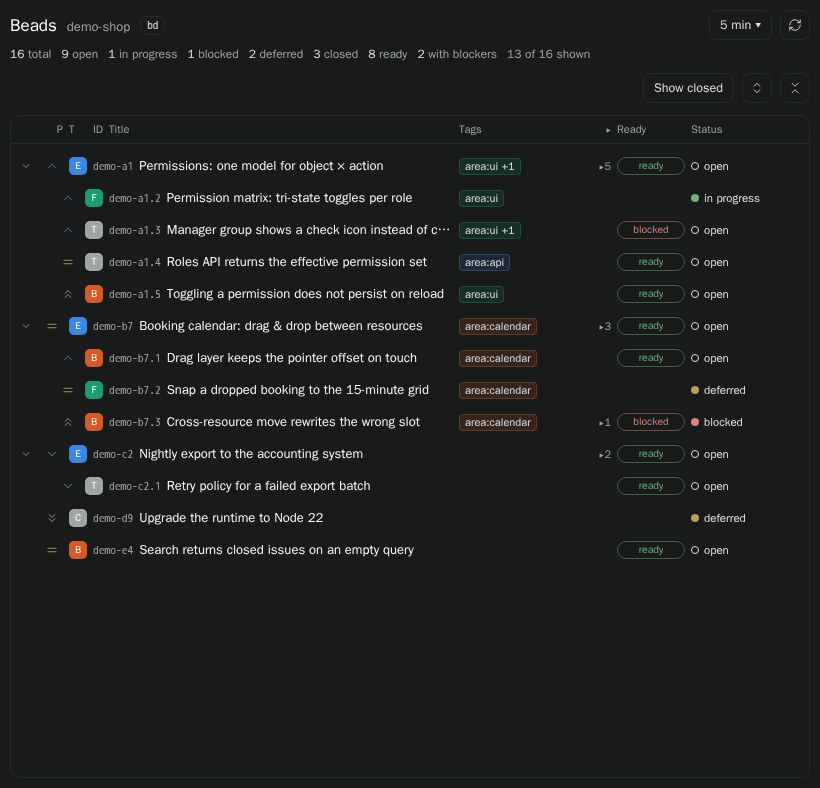 Beads demo-shop bd 5 min ▾
16 total 9 open 1 in progress 1 blocked 2 deferred 3 closed 8 ready 2 with blockers 13 of 16 shown
Show closed
P T ID Title Tags ▸ Ready Status
E demo-a1 Permissions: one model for object × action area:ui +1 ▸5 ready open
F demo-a1.2 Permission matrix: tri-state toggles per role area:ui in progress
T demo-a1.3 Manager group shows a check icon instead of c··· area:ui +1 blocked open
T demo-a1.4 Roles API returns the effective permission set area:api ready open
B demo-a1.5 Toggling a permission does not persist on reload area:ui ready open
E demo-b7 Booking calendar: drag & drop between resources area:calendar ▸3 ready open
B demo-b7.1 Drag layer keeps the pointer offset on touch area:calendar ready open
F demo-b7.2 Snap a dropped booking to the 15-minute grid area:calendar deferred
B demo-b7.3 Cross-resource move rewrites the wrong slot area:calendar ▸1 blocked blocked
E demo-c2 Nightly export to the accounting system ▸2 ready open
T demo-c2.1 Retry policy for a failed export batch ready open
C demo-d9 Upgrade the runtime to Node 22 deferred
B demo-e4 Search returns closed issues on an empty query ready open